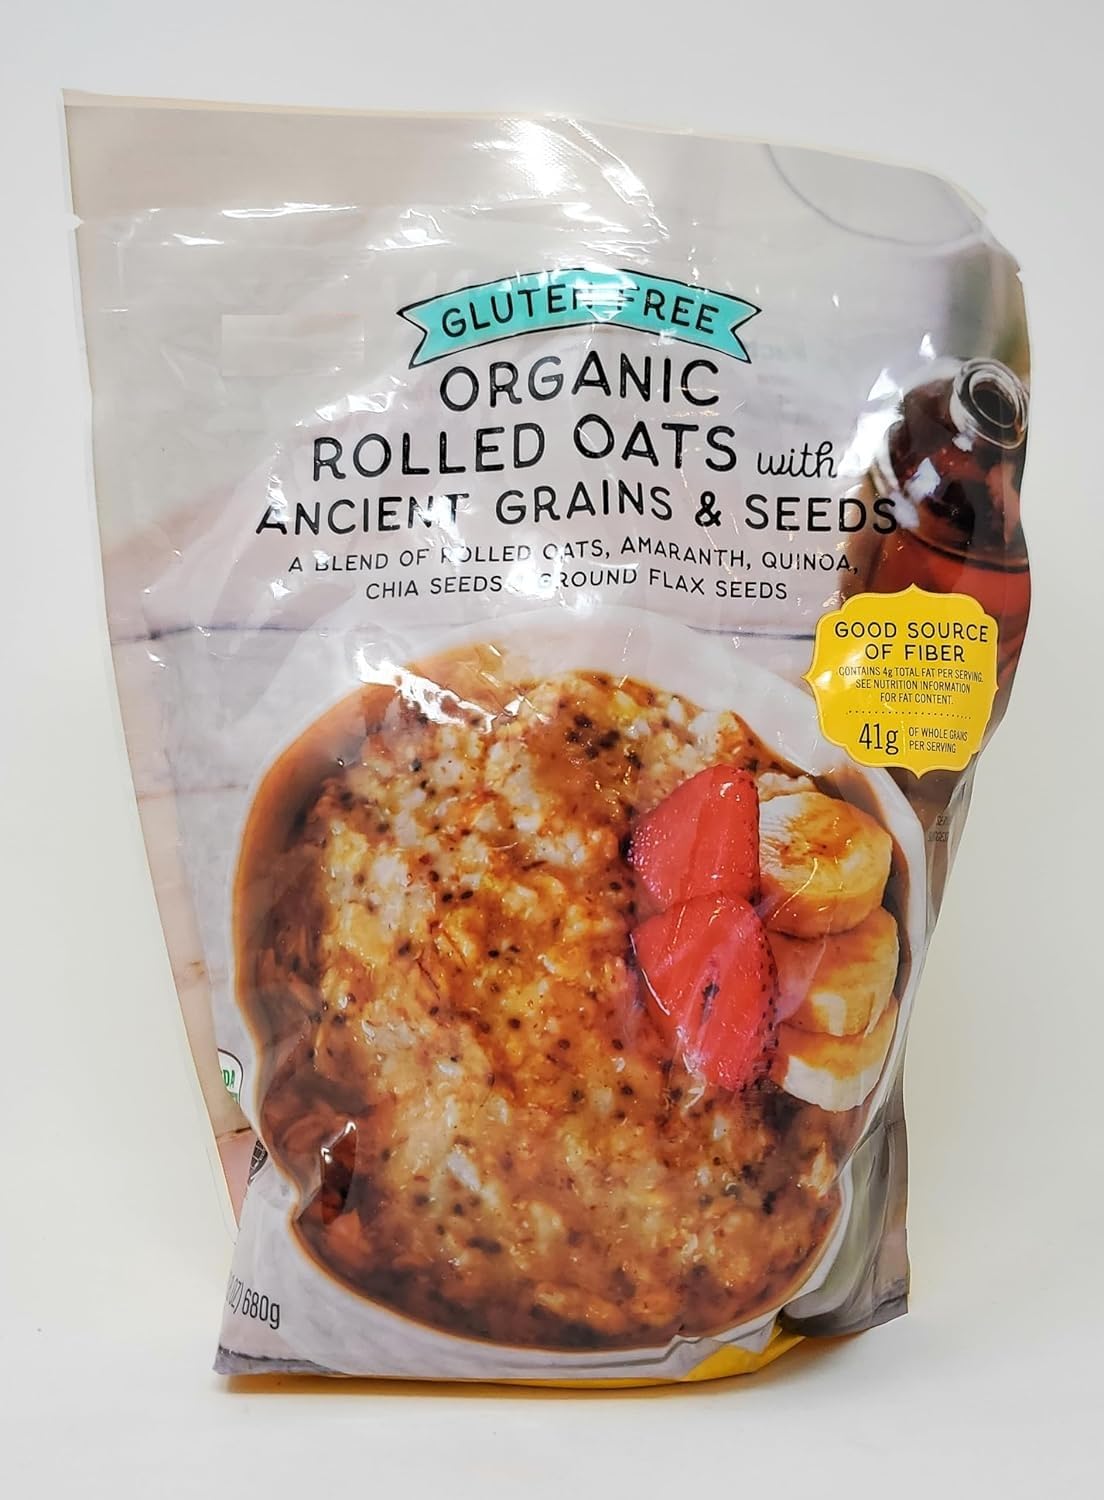 GLUTEN FREE
ORGANIC
ROLLED OATS with
ANCIENT GRAINS & SEEDS
A BLEND OF ROLLED OATS, AMARANTH, QUINOA,
CHIA SEEDS & GROUND FLAX SEEDS
GOOD SOURCE
OF FIBER
CONTAINS 4g TOTAL FAT PER SERVING.
SEE NUTRITION INFORMATION
FOR FAT CONTENT.
41g OF WHOLE GRAINS
PER SERVING
680g